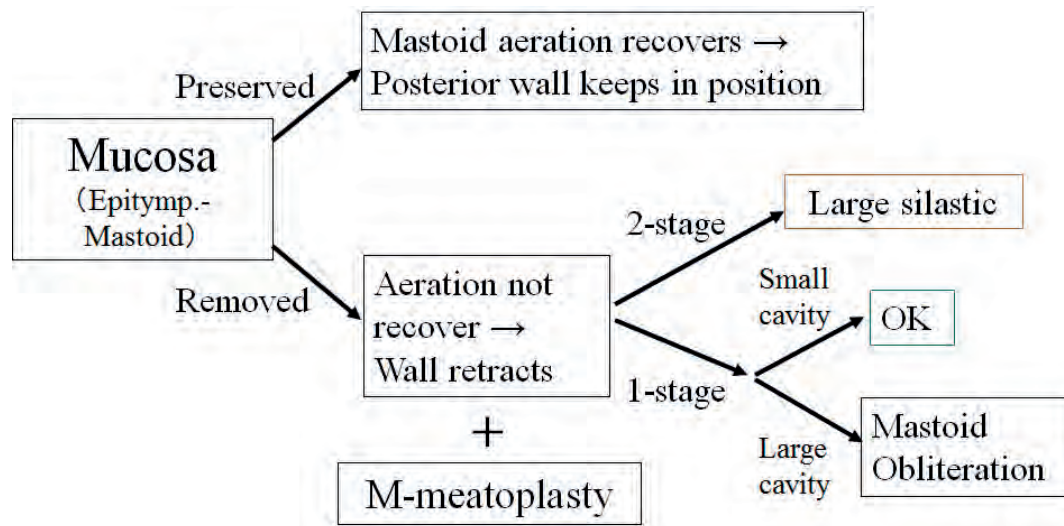 Mastoid aeration recovers →
Posterior wall keeps in position
Preserved
Mucosa
(Epitymp.-
Mastoid)
Removed
Aeration not
recover →
Wall retracts
+
M-meatoplasty
2-stage
Large silastic
1-stage
Small
cavity
OK
Large
cavity
Mastoid
Obliteration